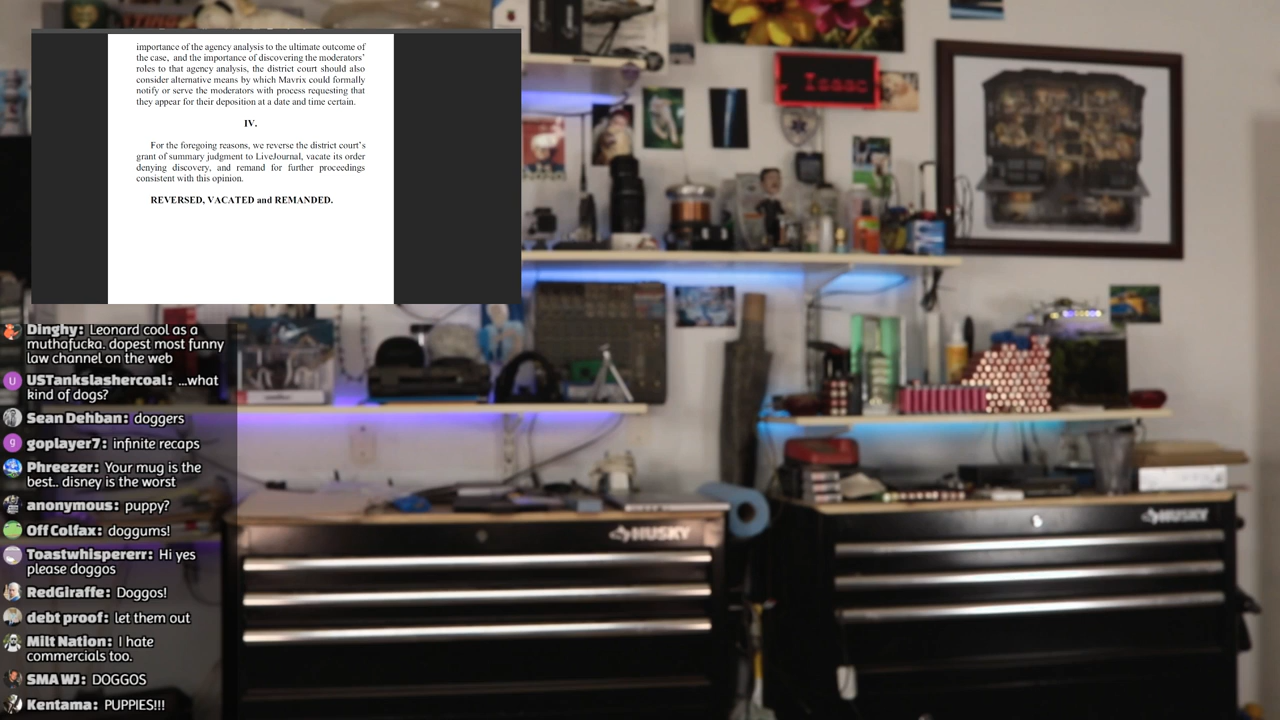 importance of the agency analysis to the ultimate outcome of
the case, and the importance of discovering the moderators'
roles to that agency analysis, the district court should also
consider alternative means by which Mavrix could formally
notify or serve the moderators with process requesting that
they appear for their deposition at a date and time certain.
IV.
For the foregoing reasons, we reverse the district court's
grant of summary judgment to LiveJournal, vacate its order
denying discovery, and remand for further proceedings
consistent with this opinion.
REVERSED, VACATED and REMANDED.
Dinghy: Leonard cool as a
muthafucka. dopest most funny
law channel on the web
U USTankslashercoal: ...what
kind of dogs?
Sean Dehban: doggers
g goplayer7: infinite recaps
Phreezer: Your mug is the
best.. disney is the worst
anonymous: puppy?
Off Colfax: doggums!
Toastwhispererr: Hi yes
please doggos
RedGiraffe: Doggos!
debt proof: let them out
Milt Nation: I hate
commercials too.
SMA WJ: DOGGOS
Kentama: PUPPIES!!!
Isaac
HUSKY
HUSKY